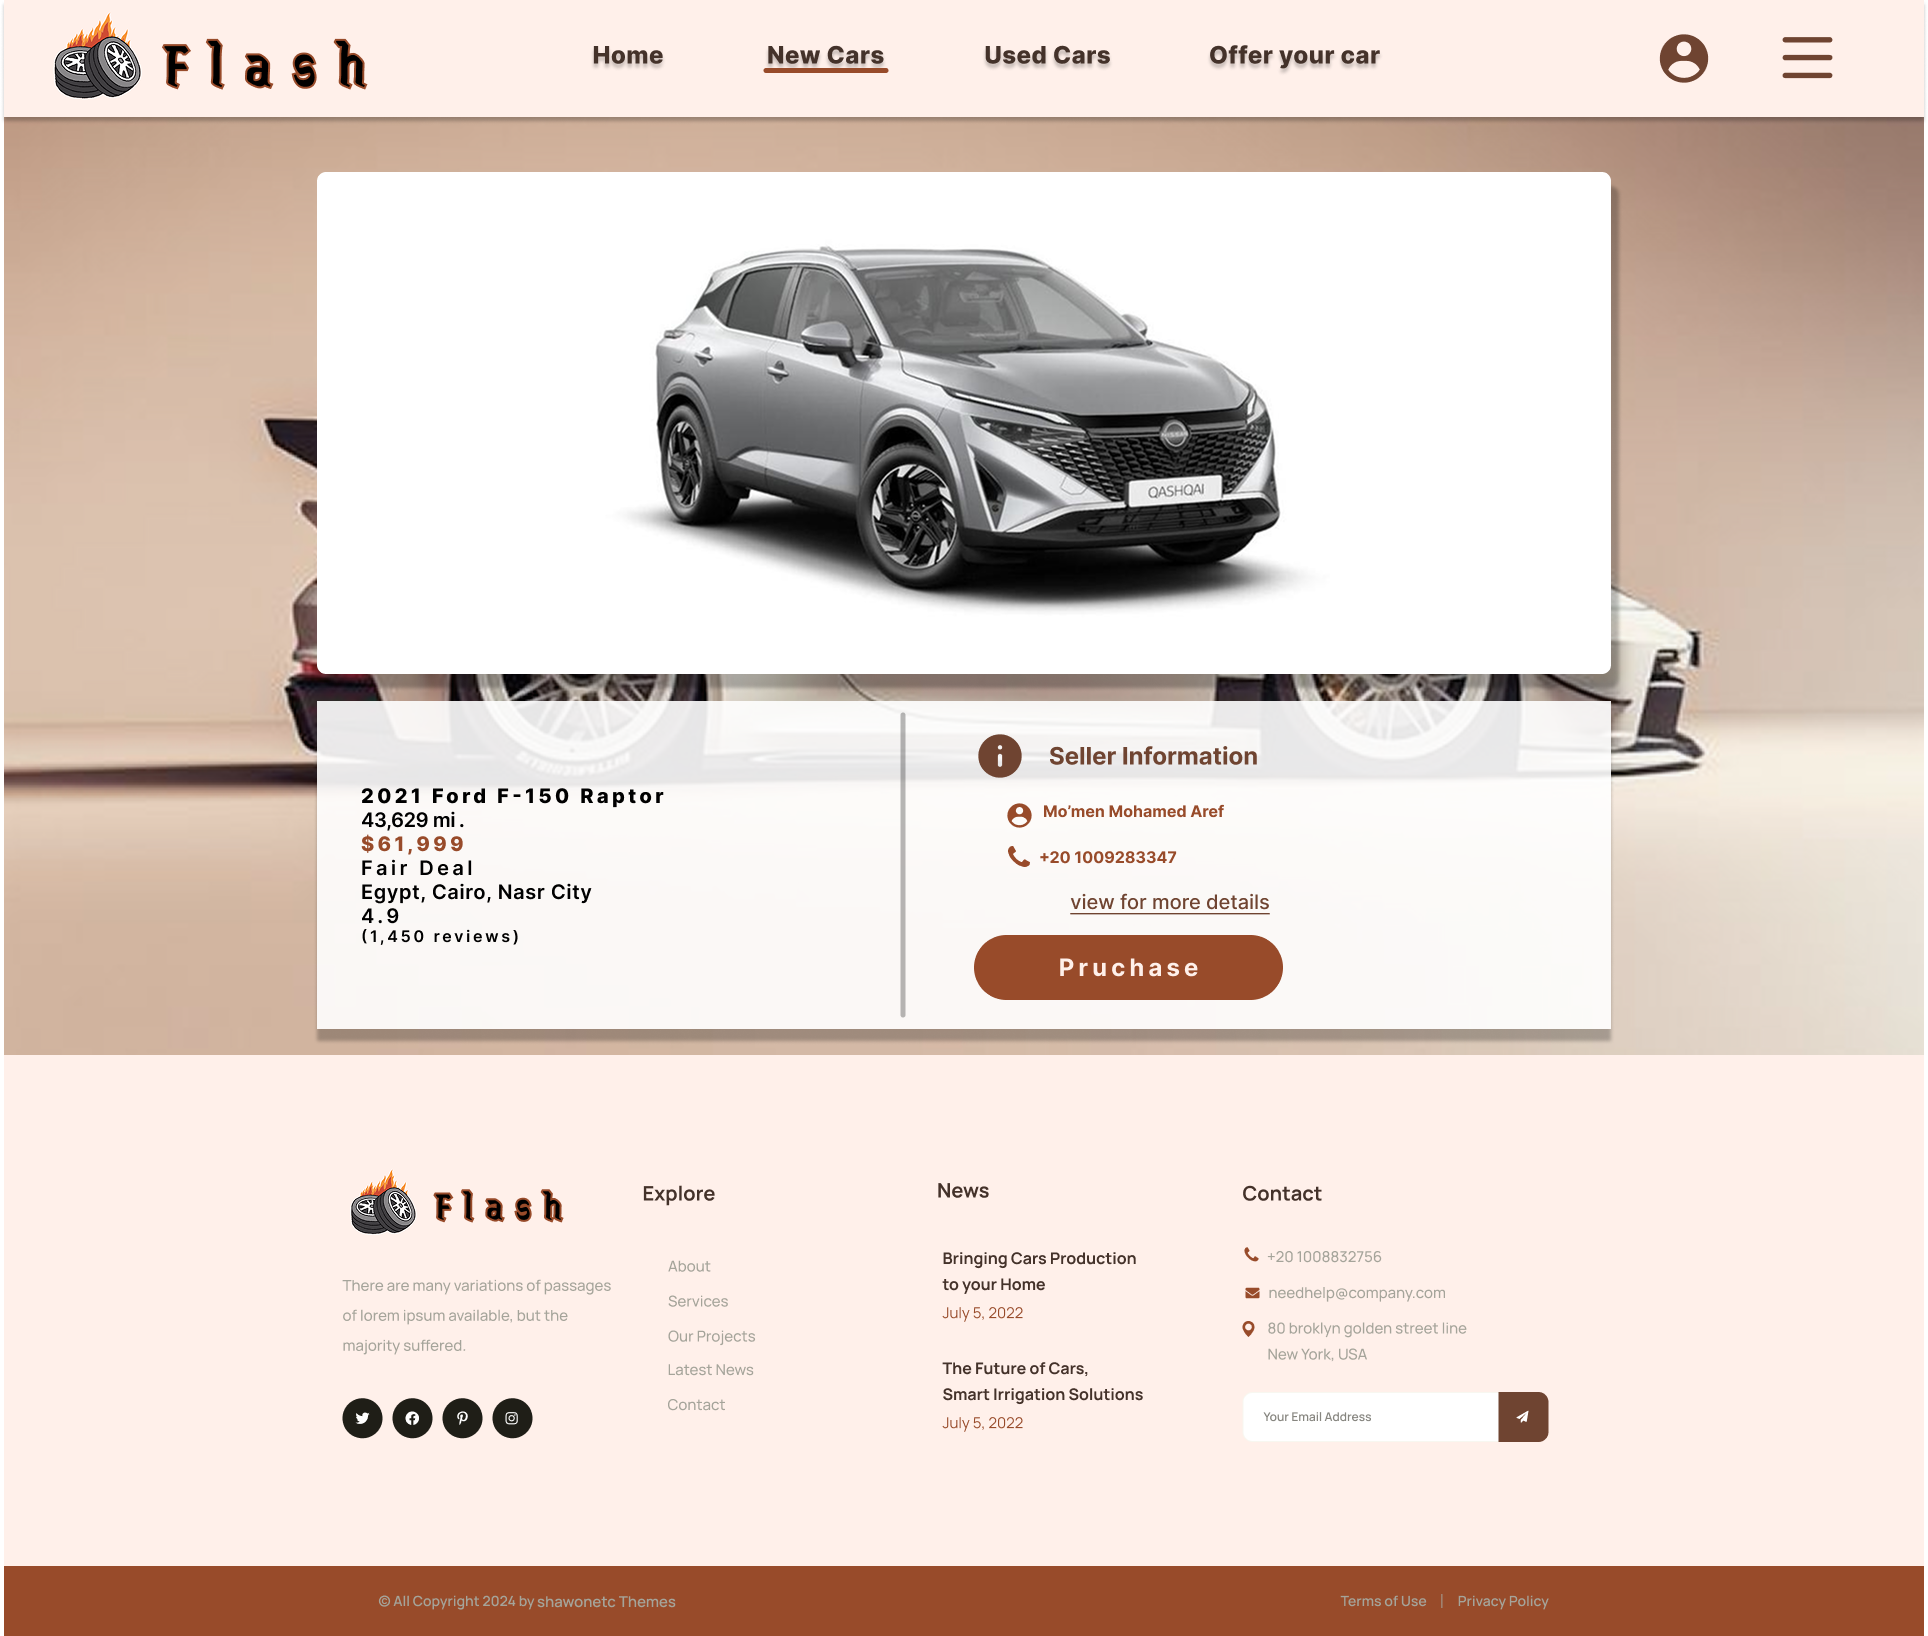 Flash
Home
New Cars
Used Cars
Offer your car
NISSAN
QASHQAI
2021 Ford F-150 Raptor
43,629 mi.
$61,999
Fair Deal
Egypt, Cairo, Nasr City
4.9
(1,450 reviews)
Seller Information
Mo’men Mohamed Aref
+20 1009283347
view for more details
Pruchase
Flash
There are many variations of passages
of lorem ipsum available, but the
majority suffered.
Explore
About
Services
Our Projects
Latest News
Contact
News
Bringing Cars Production
to your Home
July 5, 2022
The Future of Cars,
Smart Irrigation Solutions
July 5, 2022
Contact
+20 1008832756
needhelp@company.com
80 broklyn golden street line
New York, USA
Your Email Address
© All Copyright 2024 by shawonetc Themes
Terms of Use | Privacy Policy